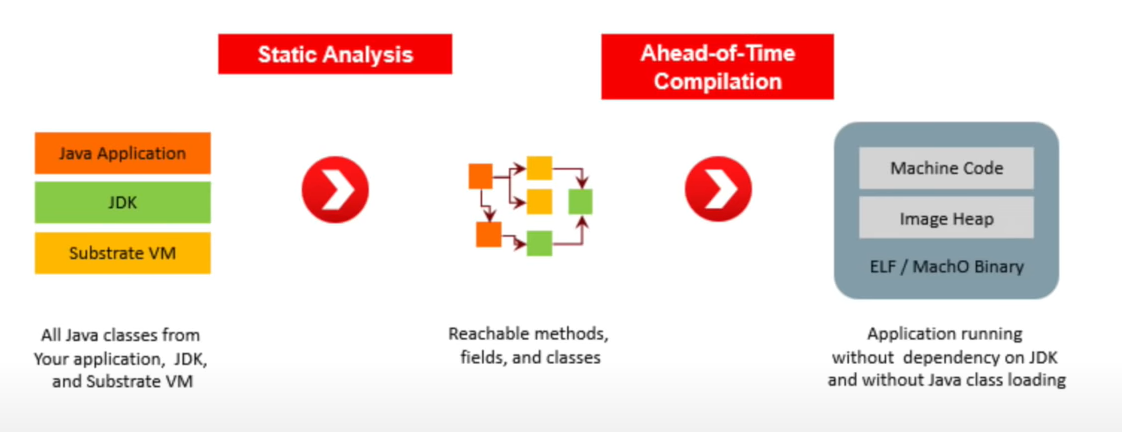 Static Analysis
Ahead-of-Time
Compilation
Java Application
JDK
Substrate VM
Machine Code
Image Heap
ELF / MachO Binary
All Java classes from
Your application, JDK,
and Substrate VM
Reachable methods,
fields, and classes
Application running
without dependency on JDK
and without Java class loading